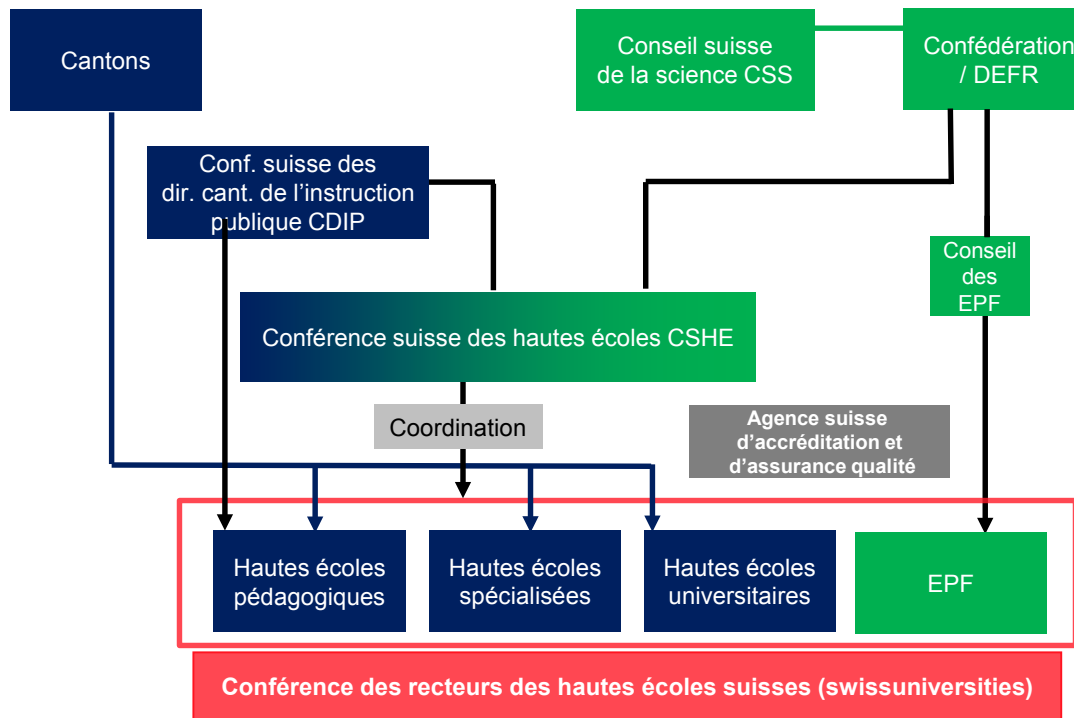 Cantons
Conseil suisse
de la science CSS
Confédération
/ DEFR
Conf. suisse des
dir. cant. de l’instruction
publique CDIP
Conseil
des
EPF
Conférence suisse des hautes écoles CSHE
Coordination
Agence suisse
d’accréditation et
d’assurance qualité
Hautes écoles
pédagogiques
Hautes écoles
spécialisées
Hautes écoles
universitaires
EPF
Conférence des recteurs des hautes écoles suisses (swissuniversities)